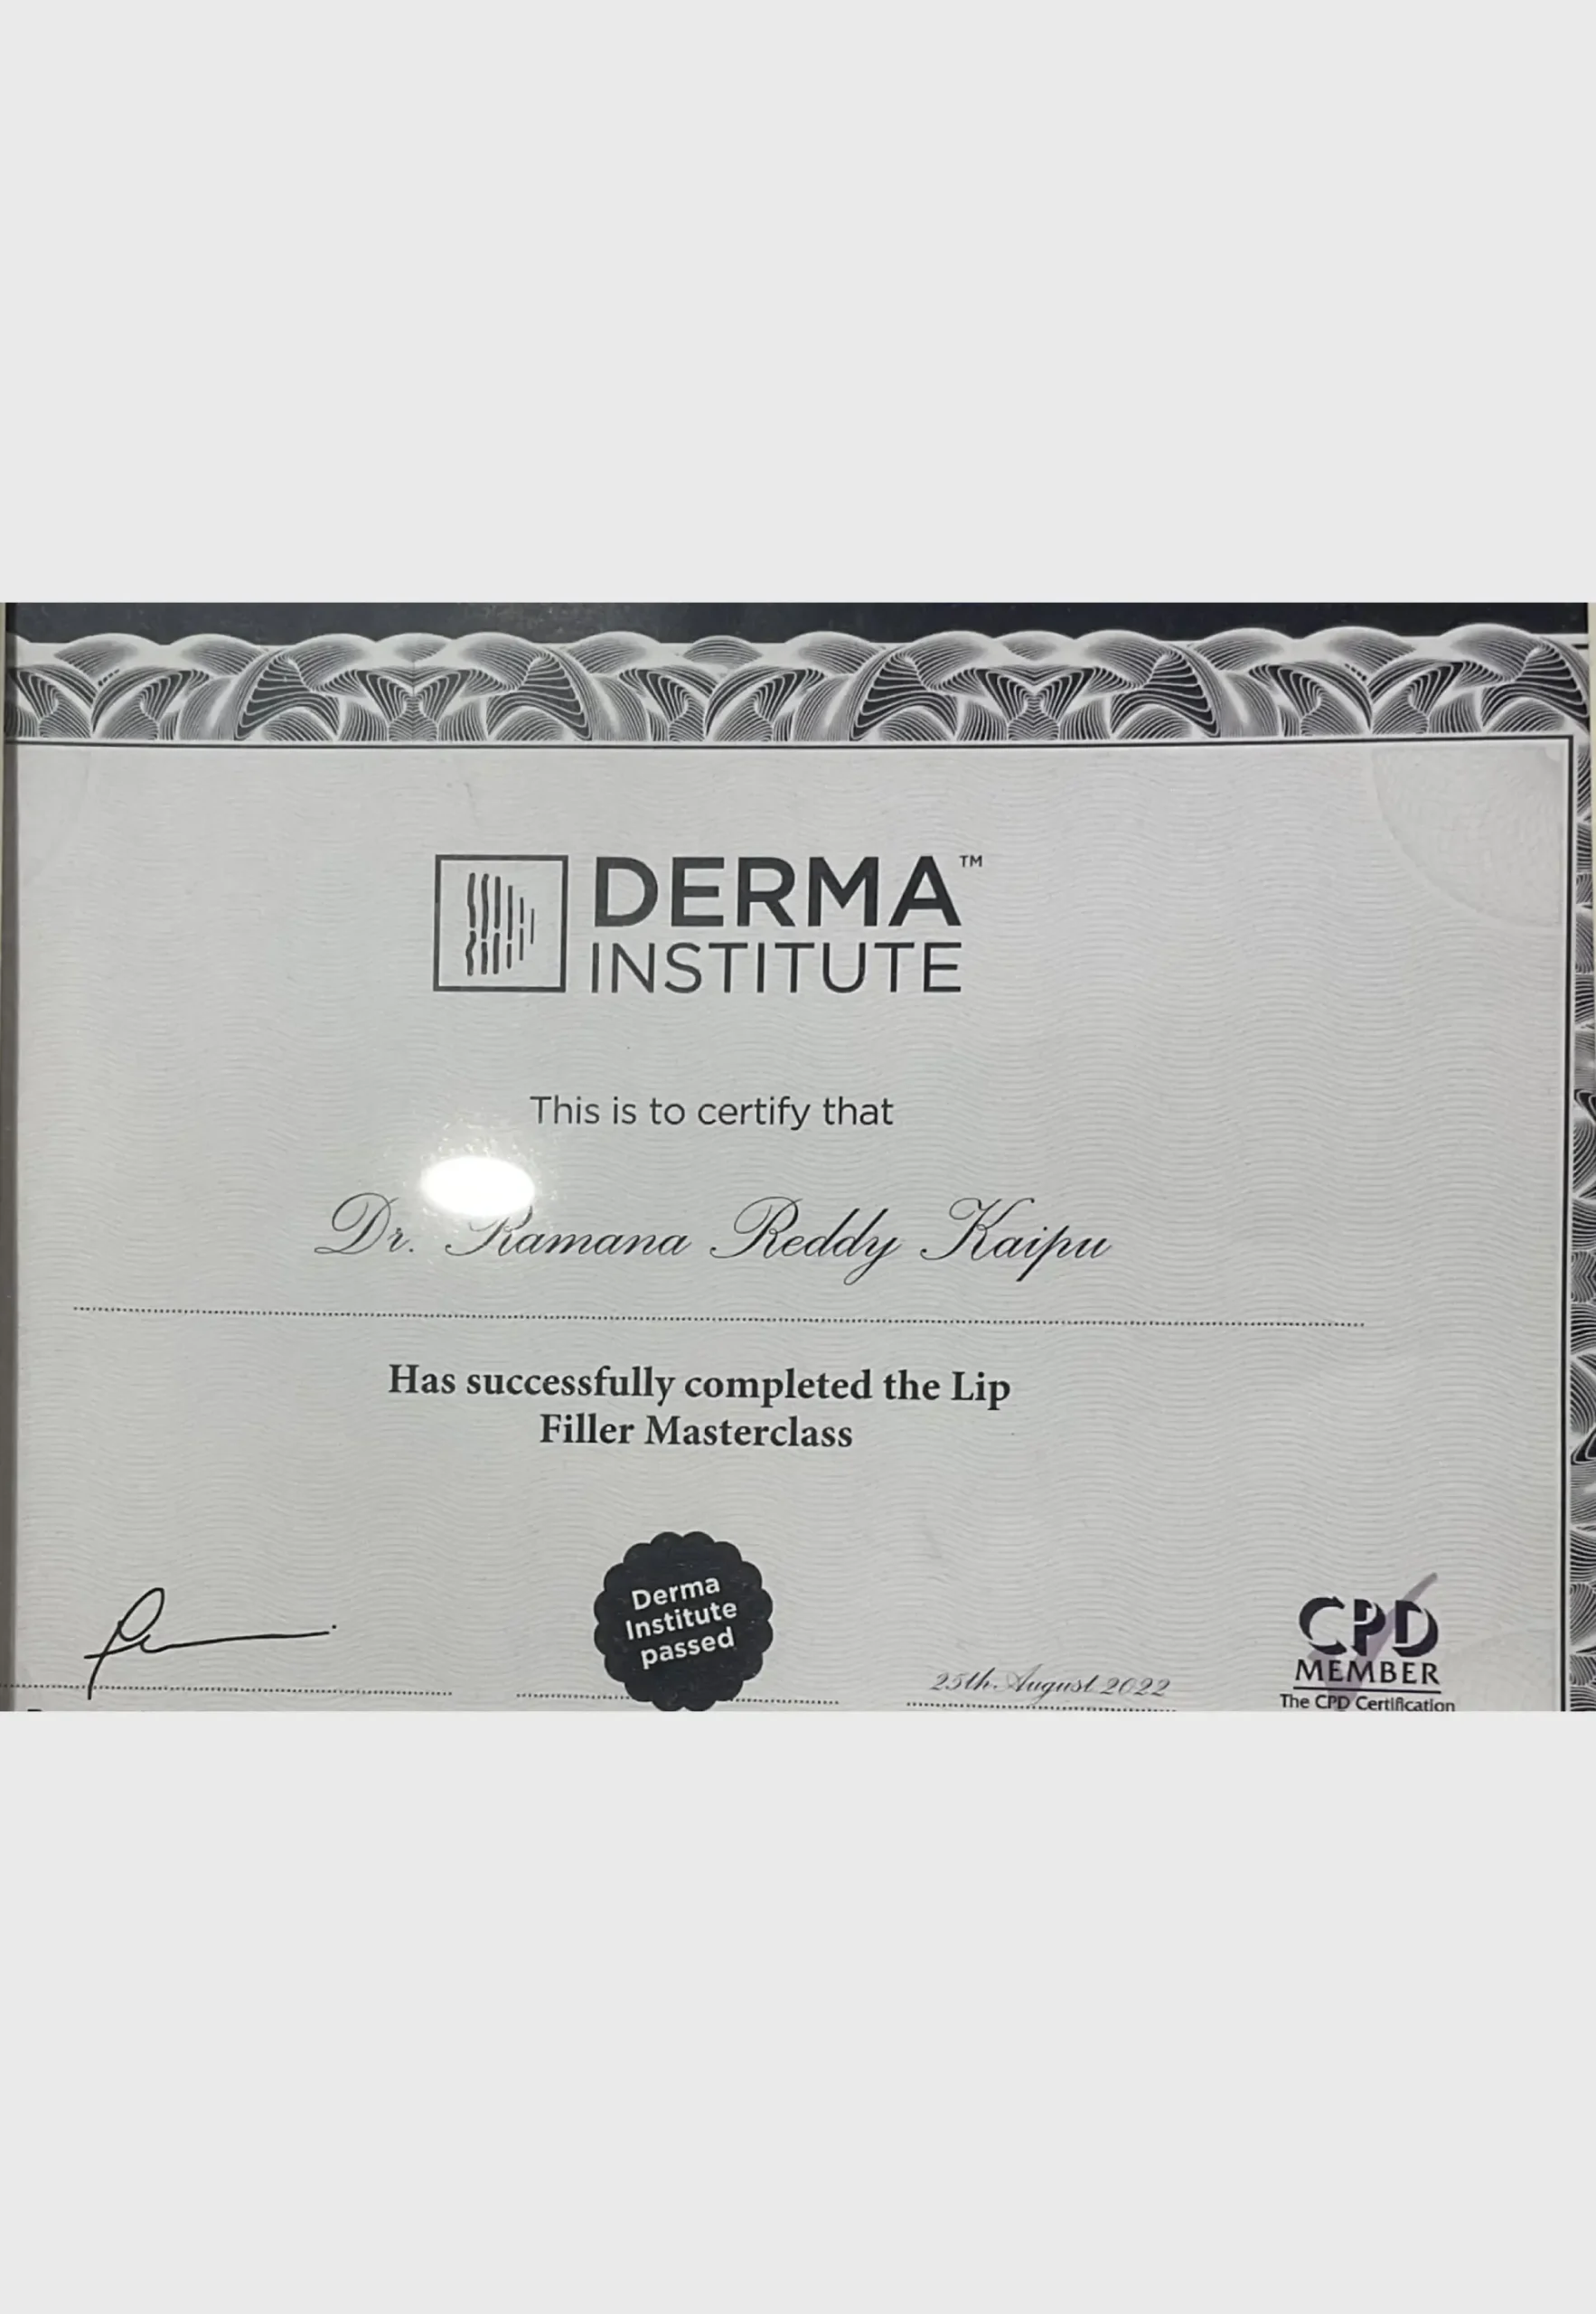 DERMA™
INSTITUTE
This is to certify that
Dr. Ramana Reddy Kaipu
Has successfully completed the Lip
Filler Masterclass
Derma
Institute
passed
25th August 2022
CPD
MEMBER
The CPD Certification